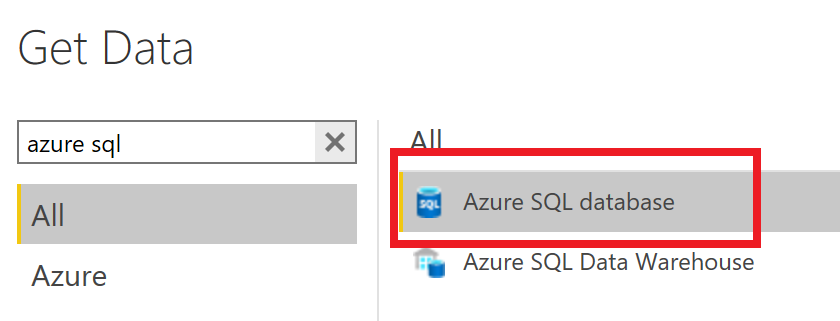 Get Data
azure sql
All
Azure
All
SQL
Azure SQL database
Azure SQL Data Warehouse